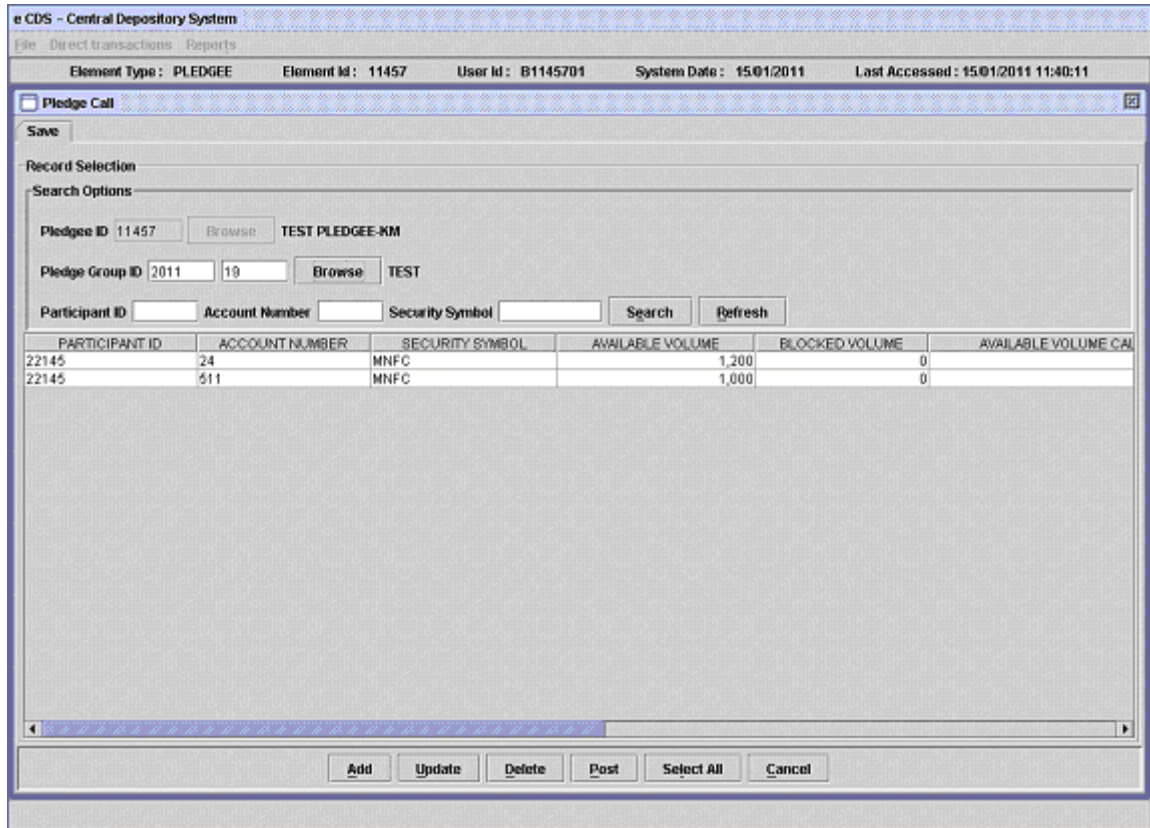 e CDS - Central Depository System
File Direct transactions Reports
Element Type : PLEDGEE Element Id : 11457 User Id : B1145701 System Date : 15/01/2011 Last Accessed : 15/01/2011 11:40:11
Pledge Call
Save
Record Selection
Search Options
Pledgee ID 11457 Browse TEST PLEDGEE-KM
Pledge Group ID 2011 19 Browse TEST
Participant ID Account Number Security Symbol Search Refresh
PARTICIPANT ID ACCOUNT NUMBER SECURITY SYMBOL AVAILABLE VOLUME BLOCKED VOLUME AVAILABLE VOLUME CAL
22145 24 MNFC 1,200 0
22145 511 MNFC 1,000 0
Add Update Delete Post Select All Cancel